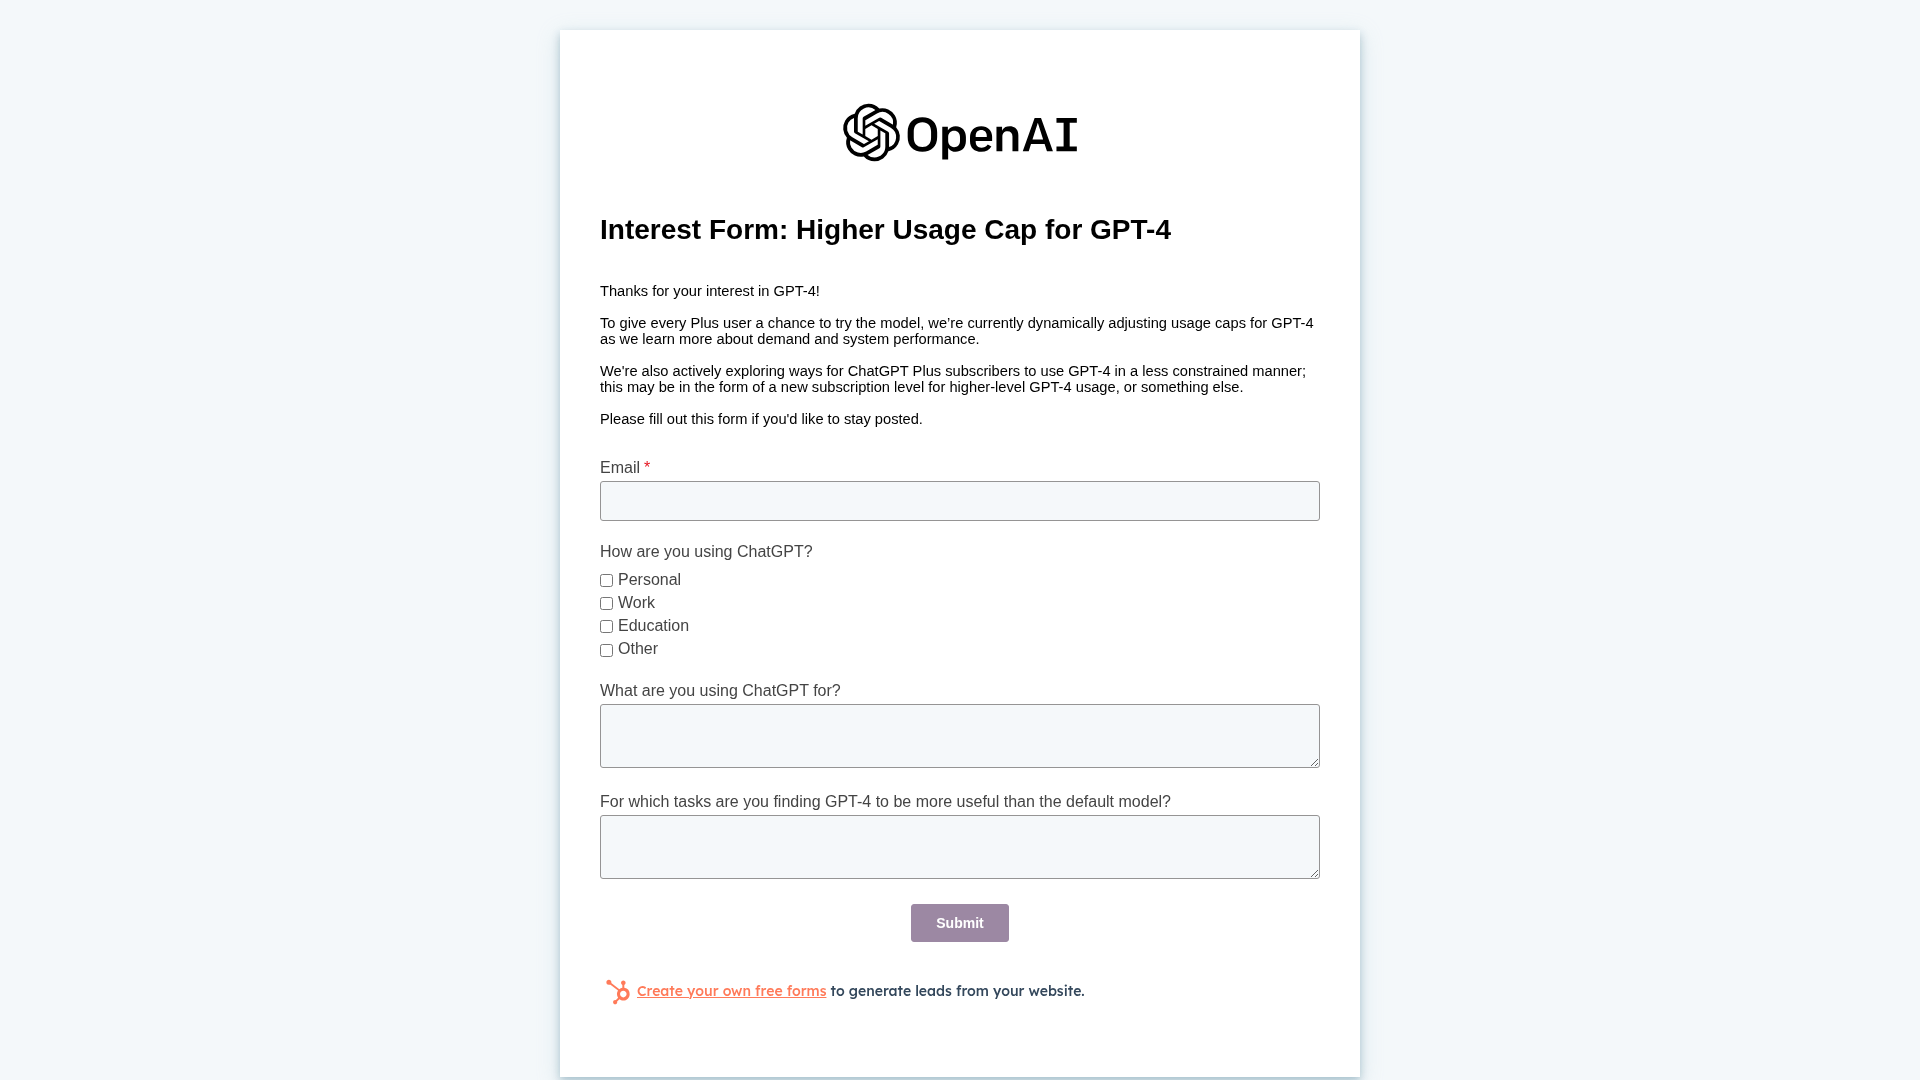 OpenAI
Interest Form: Higher Usage Cap for GPT-4
Thanks for your interest in GPT-4!
To give every Plus user a chance to try the model, we’re currently dynamically adjusting usage caps for GPT-4
as we learn more about demand and system performance.
We're also actively exploring ways for ChatGPT Plus subscribers to use GPT-4 in a less constrained manner;
this may be in the form of a new subscription level for higher-level GPT-4 usage, or something else.
Please fill out this form if you'd like to stay posted.
Email *
How are you using ChatGPT?
Personal
Work
Education
Other
What are you using ChatGPT for?
For which tasks are you finding GPT-4 to be more useful than the default model?
Submit
Create your own free forms to generate leads from your website.